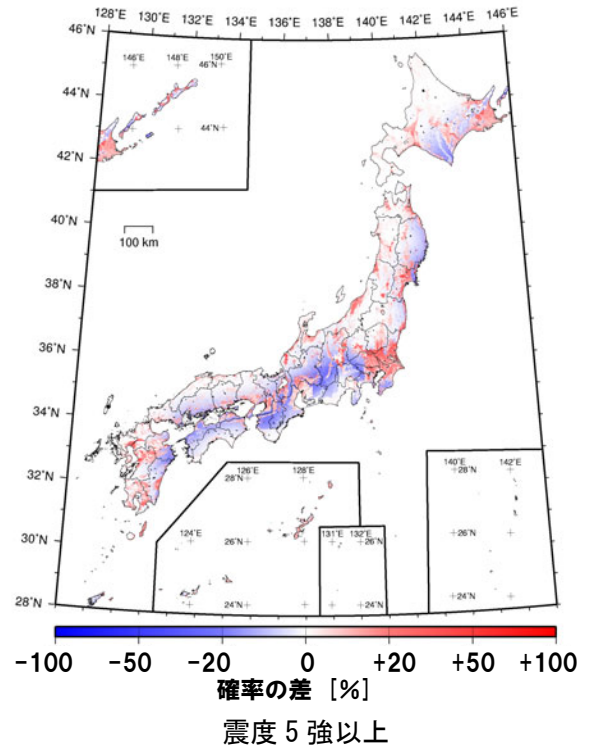 128°E 130°E 132°E 134°E 136°E 138°E 140°E 142°E 144°E 146°E
46°N
146°E 148°E 150°E
46°N
44°N
44°N
42°N
40°N
100 km
38°N
36°N
34°N
32°N
126°E 128°E
28°N
140°E 142°E
28°N
124°E
131°E 132°E
30°N
26°N
26°N
26°N
28°N
24°N
24°N
24°N
-100 -50 -20 0 +20 +50 +100
確率の差 [%]
震度5強以上